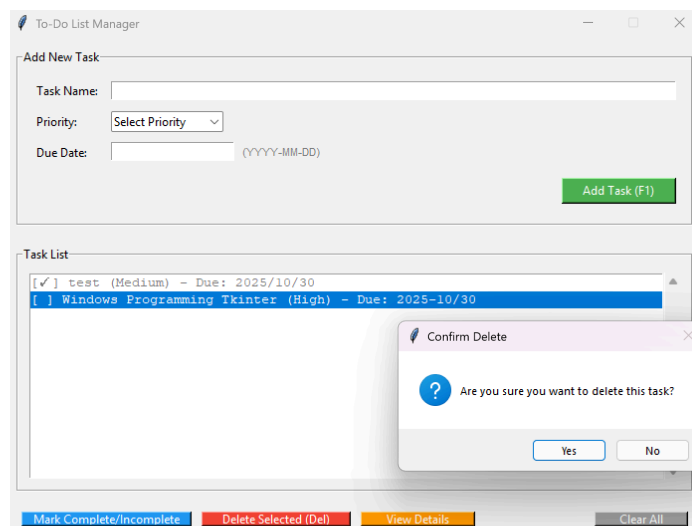 To-Do List Manager
Add New Task
Task Name:
Priority: Select Priority
Due Date: (YYYY-MM-DD)
Add Task (F1)
Task List
[✓] test (Medium) - Due: 2025/10/30
[ ] Windows Programming Tkinter (High) - Due: 2025-10/30
Confirm Delete
Are you sure you want to delete this task?
Yes No
Mark Complete/Incomplete Delete Selected (Del) View Details Clear All